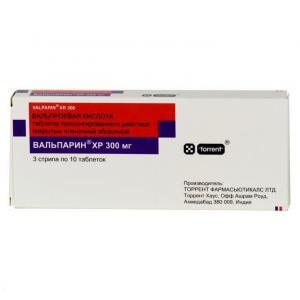 VALPARIN® XR 300
ВАЛЬПРОЕВАЯ КИСЛОТА
таблетки пролонгированного действия
покрытые пленочной оболочкой
ВАЛЬПАРИН® ХР 300 мг
3 стрипа по 10 таблеток
torrent
ПРОИЗВОДИТЕЛЬ:
ТОРРЕНТ ФАРМАСЬЮТИКАЛС ЛТД.
Торрент Хаус, Офф Ашрам Роуд,
Ахмедабад 380 009, Индия